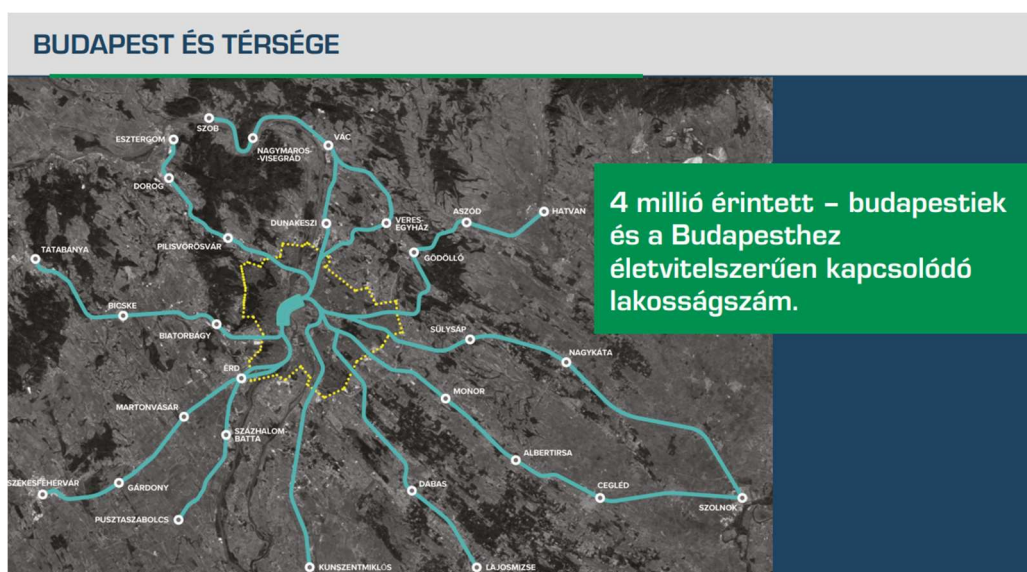 BUDAPEST ÉS TÉRSÉGE
4 millió érintett – budapestiek
és a Budapesthez
életvitelszerűen kapcsolódó
lakosságszám.
SZOB
ESZTERGOM
NAGYMAROS-
-VISEGRÁD
VÁC
DOROG
DUNAKESZI
VERES-
EGYHÁZ
ASZÓD
HATVAN
PILISVÖRÖSVÁR
GÖDÖLLŐ
TATABÁNYA
BICSKE
BIATORBÁGY
SÜLYSÁP
NAGYKÁTA
ÉRD
MONOR
MARTONVÁSÁR
SZÁZHALOM-
BATTA
ALBERTIRSA
SZÉKESFEHÉRVÁR
GÁRDONY
DABAS
CEGLÉD
SZOLNOK
PUSZTASZABOLCS
KUNSZENTMIKLÓS
LAJOSMIZSE